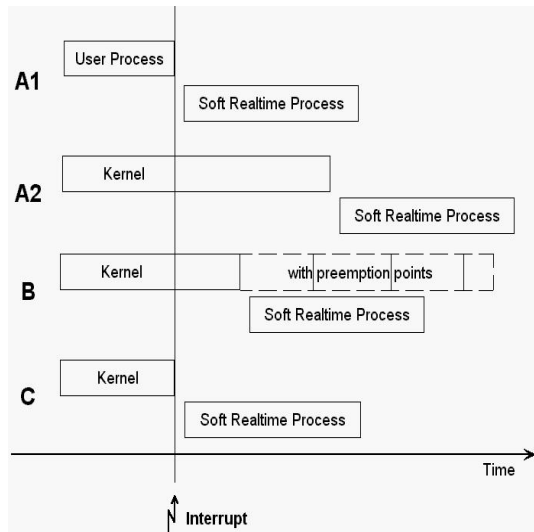 User Process
A1
Soft Realtime Process
Kernel
A2
Soft Realtime Process
Kernel
with preemption points
B
Soft Realtime Process
Kernel
C
Soft Realtime Process
Time
Interrupt